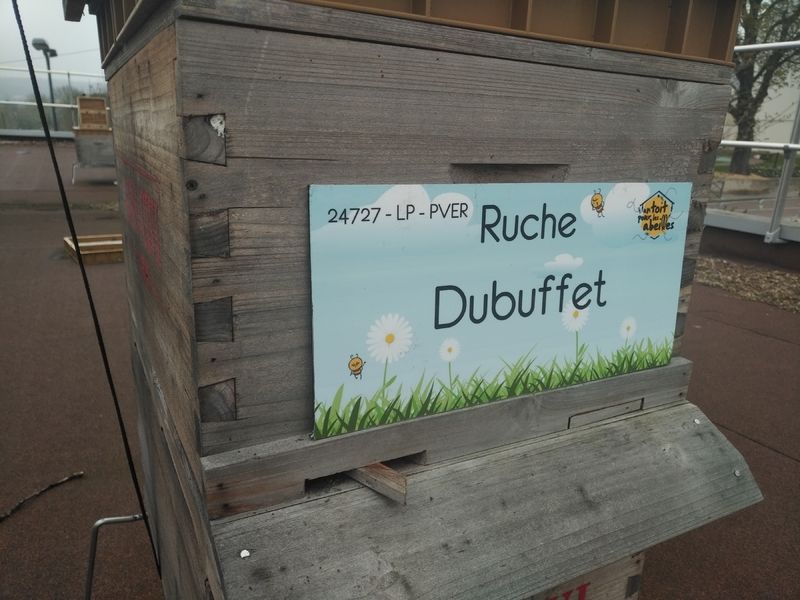 24727 - LP - PVER
Ruche
Dubuffet
un toit
pour les
abeilles